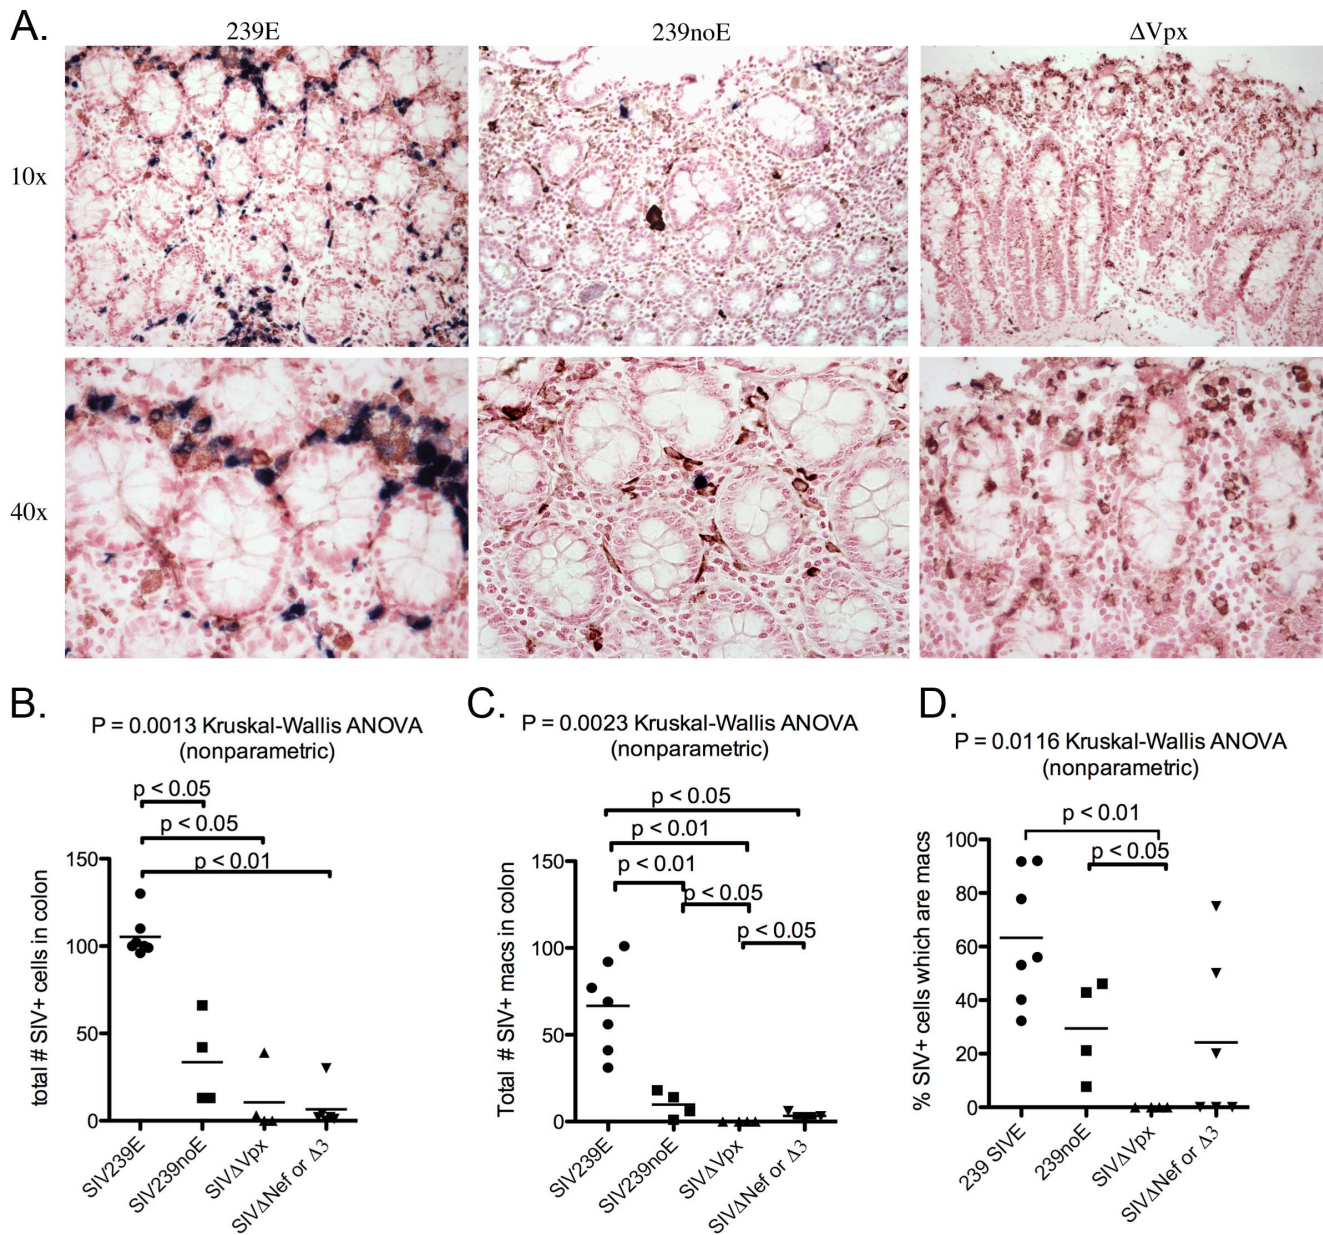 A.
239E
239noE
ΔVpx
10x
40x
B.
P = 0.0013 Kruskal-Wallis ANOVA
(nonparametric)
p < 0.05
p < 0.05
p < 0.01
150
100
50
0
total # SIV+ cells in colon
SIV239E
SIV239noE
SIVΔVpx
SIVΔNef or Δ3
C.
P = 0.0023 Kruskal-Wallis ANOVA
(nonparametric)
p < 0.05
p < 0.01
p < 0.01
p < 0.05
p < 0.05
150
100
50
0
Total # SIV+ macs in colon
SIV239E
SIV239noE
SIVΔVpx
SIVΔNef or Δ3
D.
P = 0.0116 Kruskal-Wallis ANOVA
(nonparametric)
p < 0.01
p < 0.05
100
80
60
40
20
0
% SIV+ cells which are macs
239 SIVE
239noE
SIVΔVpx
SIVΔNef or Δ3